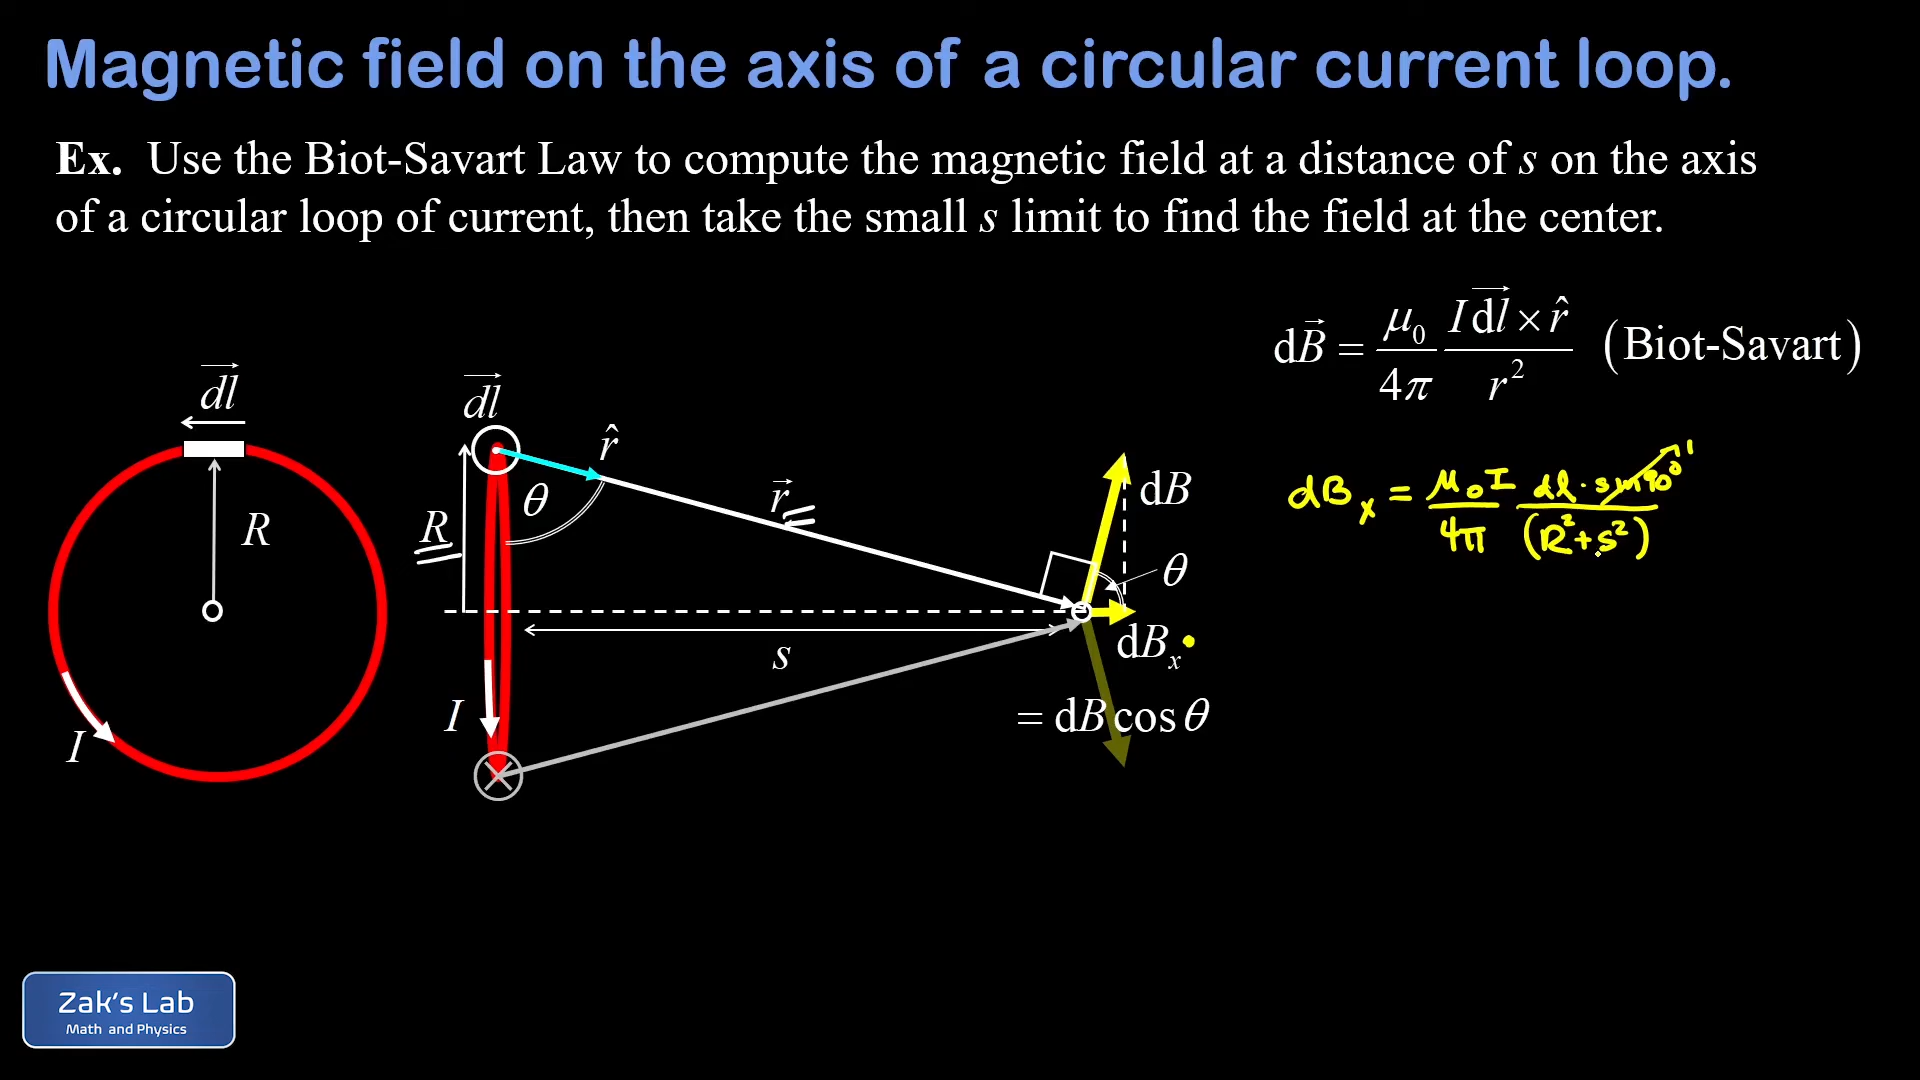 Magnetic field on the axis of a circular current loop.
Ex. Use the Biot-Savart Law to compute the magnetic field at a distance of s on the axis
of a circular loop of current, then take the small s limit to find the field at the center.
dB⃗ = μ₀/4π I dl⃗ × r̂ / r² (Biot-Savart)
dl⃗
R
I
dl⃗
r̂
θ
r⃗
R
s
I
dB
θ
dBₓ
= dB cos θ
dBₓ = μ₀I/4π dl · sin90° 1 / (R² + s²)
Zak's Lab
Math and Physics